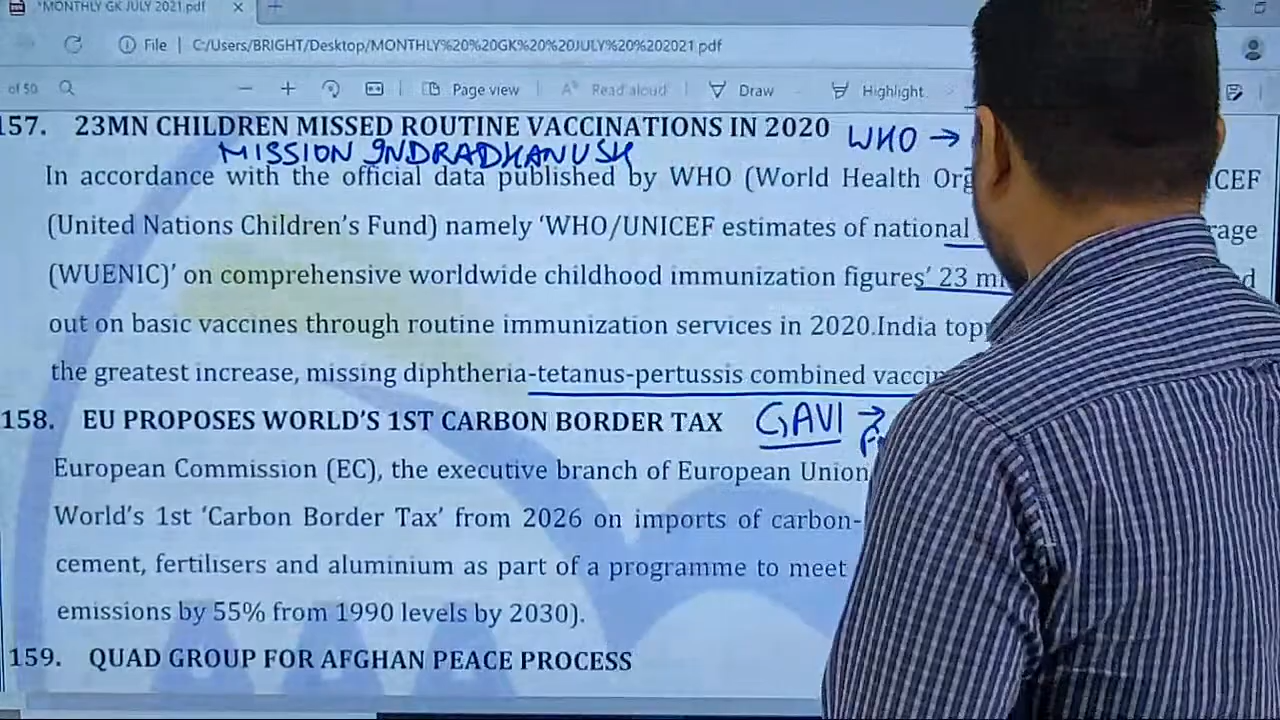 MONTHLY GK JULY 2021.pdf
File | C:/Users/BRIGHT/Desktop/MONTHLY%20%20GK%20%20JULY%20%202021.pdf
of 50 Page view Read aloud Draw Highlight
157. 23MN CHILDREN MISSED ROUTINE VACCINATIONS IN 2020 WHO →
MISSION INDRADHANUSH
In accordance with the official data published by WHO (World Health Org CEF
(United Nations Children's Fund) namely 'WHO/UNICEF estimates of national rage
(WUENIC)' on comprehensive worldwide childhood immunization figures' 23 mi d
out on basic vaccines through routine immunization services in 2020.India top
the greatest increase, missing diphtheria-tetanus-pertussis combined vaccin
158. EU PROPOSES WORLD'S 1ST CARBON BORDER TAX GAVI →
European Commission (EC), the executive branch of European Union
World's 1st 'Carbon Border Tax' from 2026 on imports of carbon-
cement, fertilisers and aluminium as part of a programme to meet
emissions by 55% from 1990 levels by 2030).
159. QUAD GROUP FOR AFGHAN PEACE PROCESS